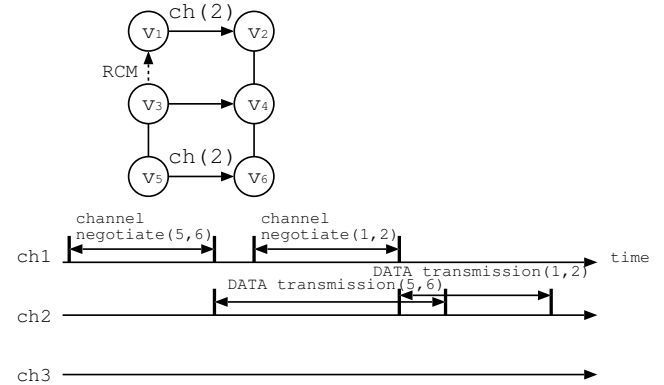 ch(2)
V1
V2
RCM
V3
V4
ch(2)
V5
V6
channel
negotiate(5,6)
channel
negotiate(1,2)
ch1
time
DATA transmission(1,2)
DATA transmission(5,6)
ch2
ch3